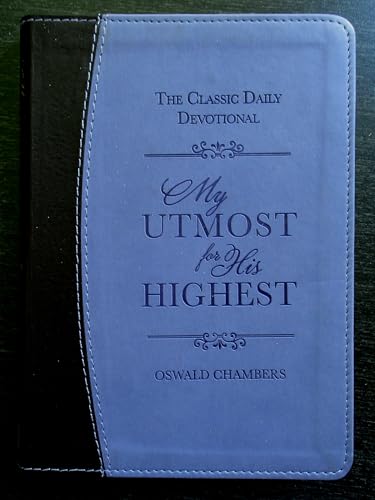 The Classic Daily
Devotional
My
UTMOST
for His
HIGHEST
OSWALD CHAMBERS